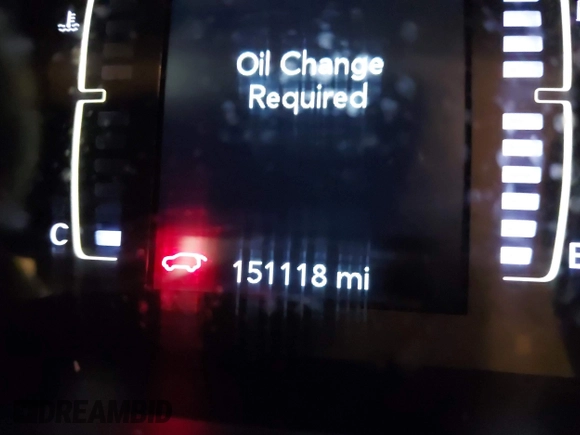 Oil Change
Required
C
E
151118 mi
DREAMBID